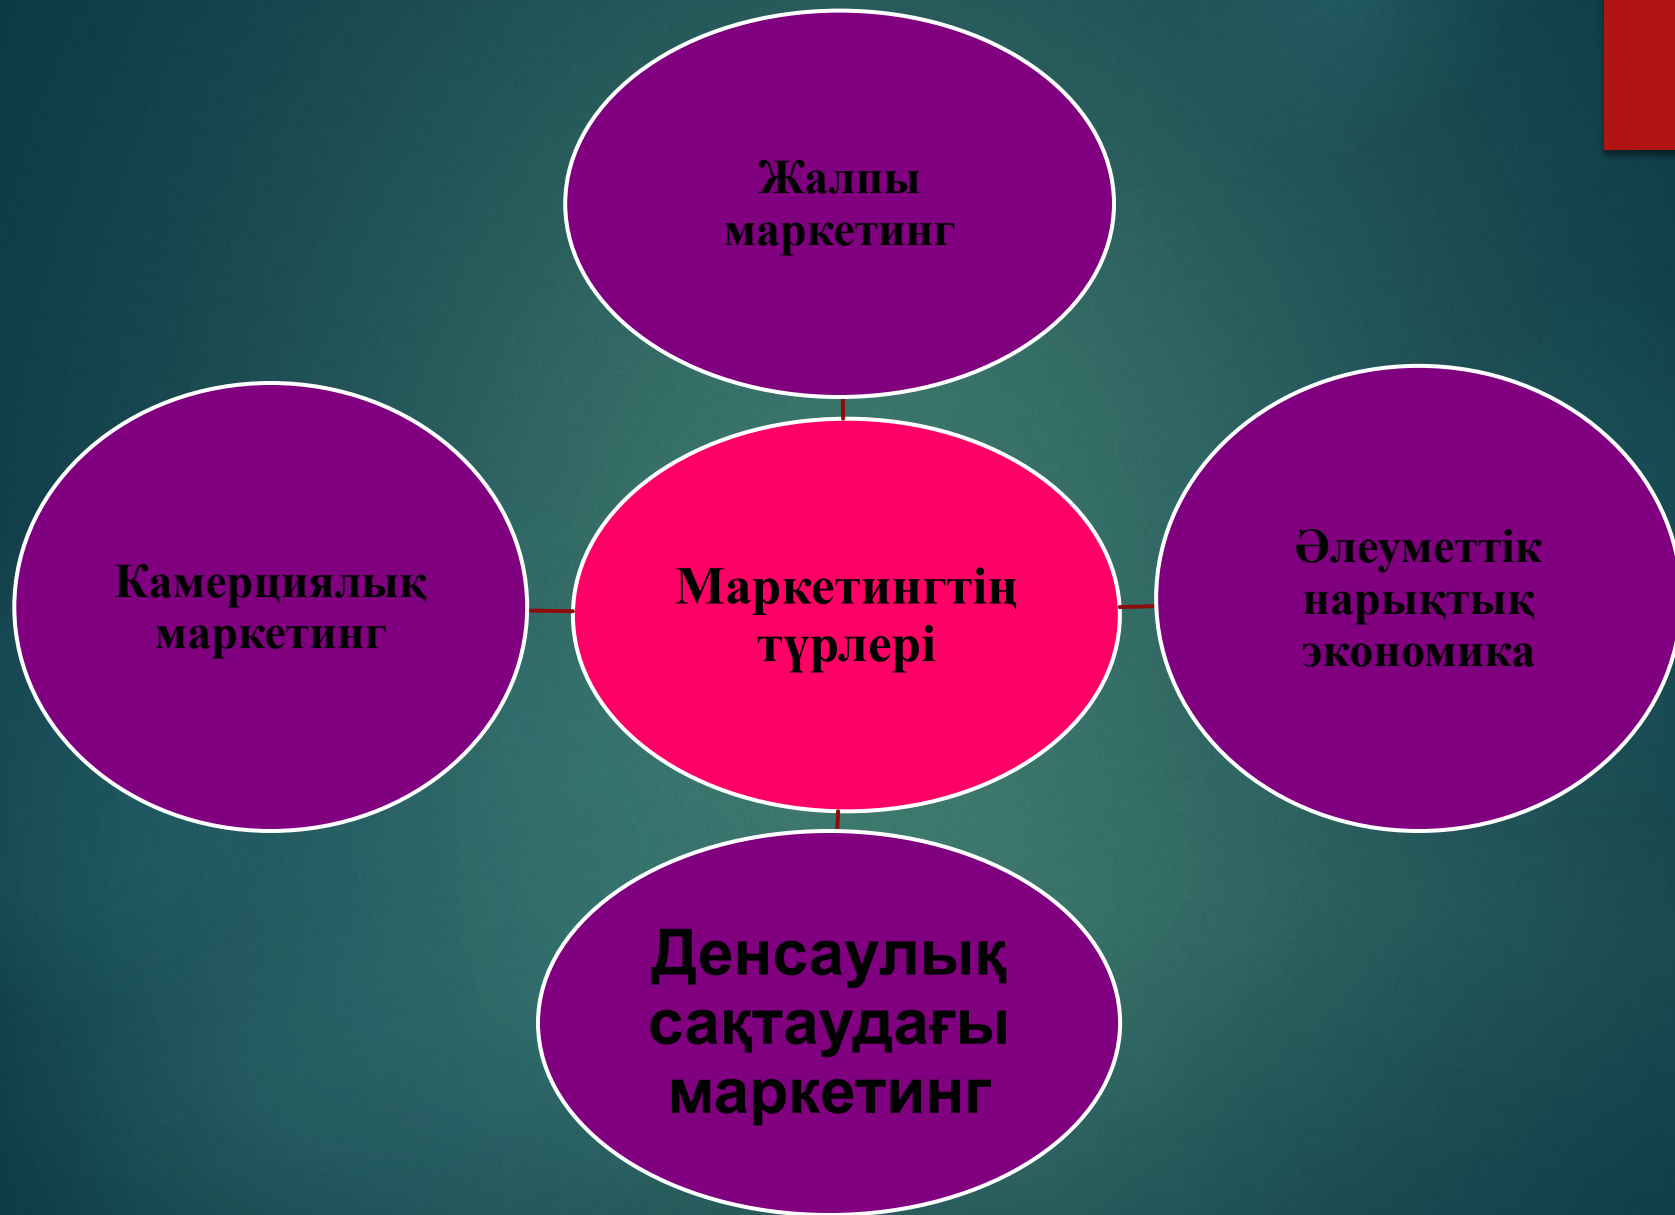 Жалпы
маркетинг
Камерциялық
маркетинг
Маркетингтің
түрлері
Әлеуметтік
нарықтық
экономика
Денсаулық
сақтаудағы
маркетинг